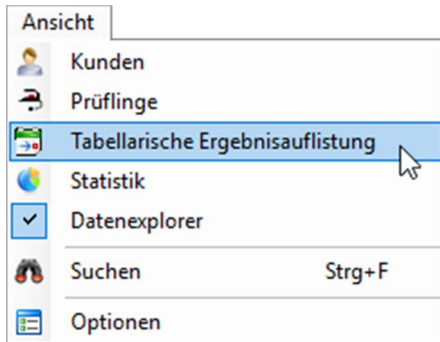 Ansicht
Kunden
Prüflinge
Tabellarische Ergebnisauflistung
Statistik
Datenexplorer
Suchen Strg+F
Optionen